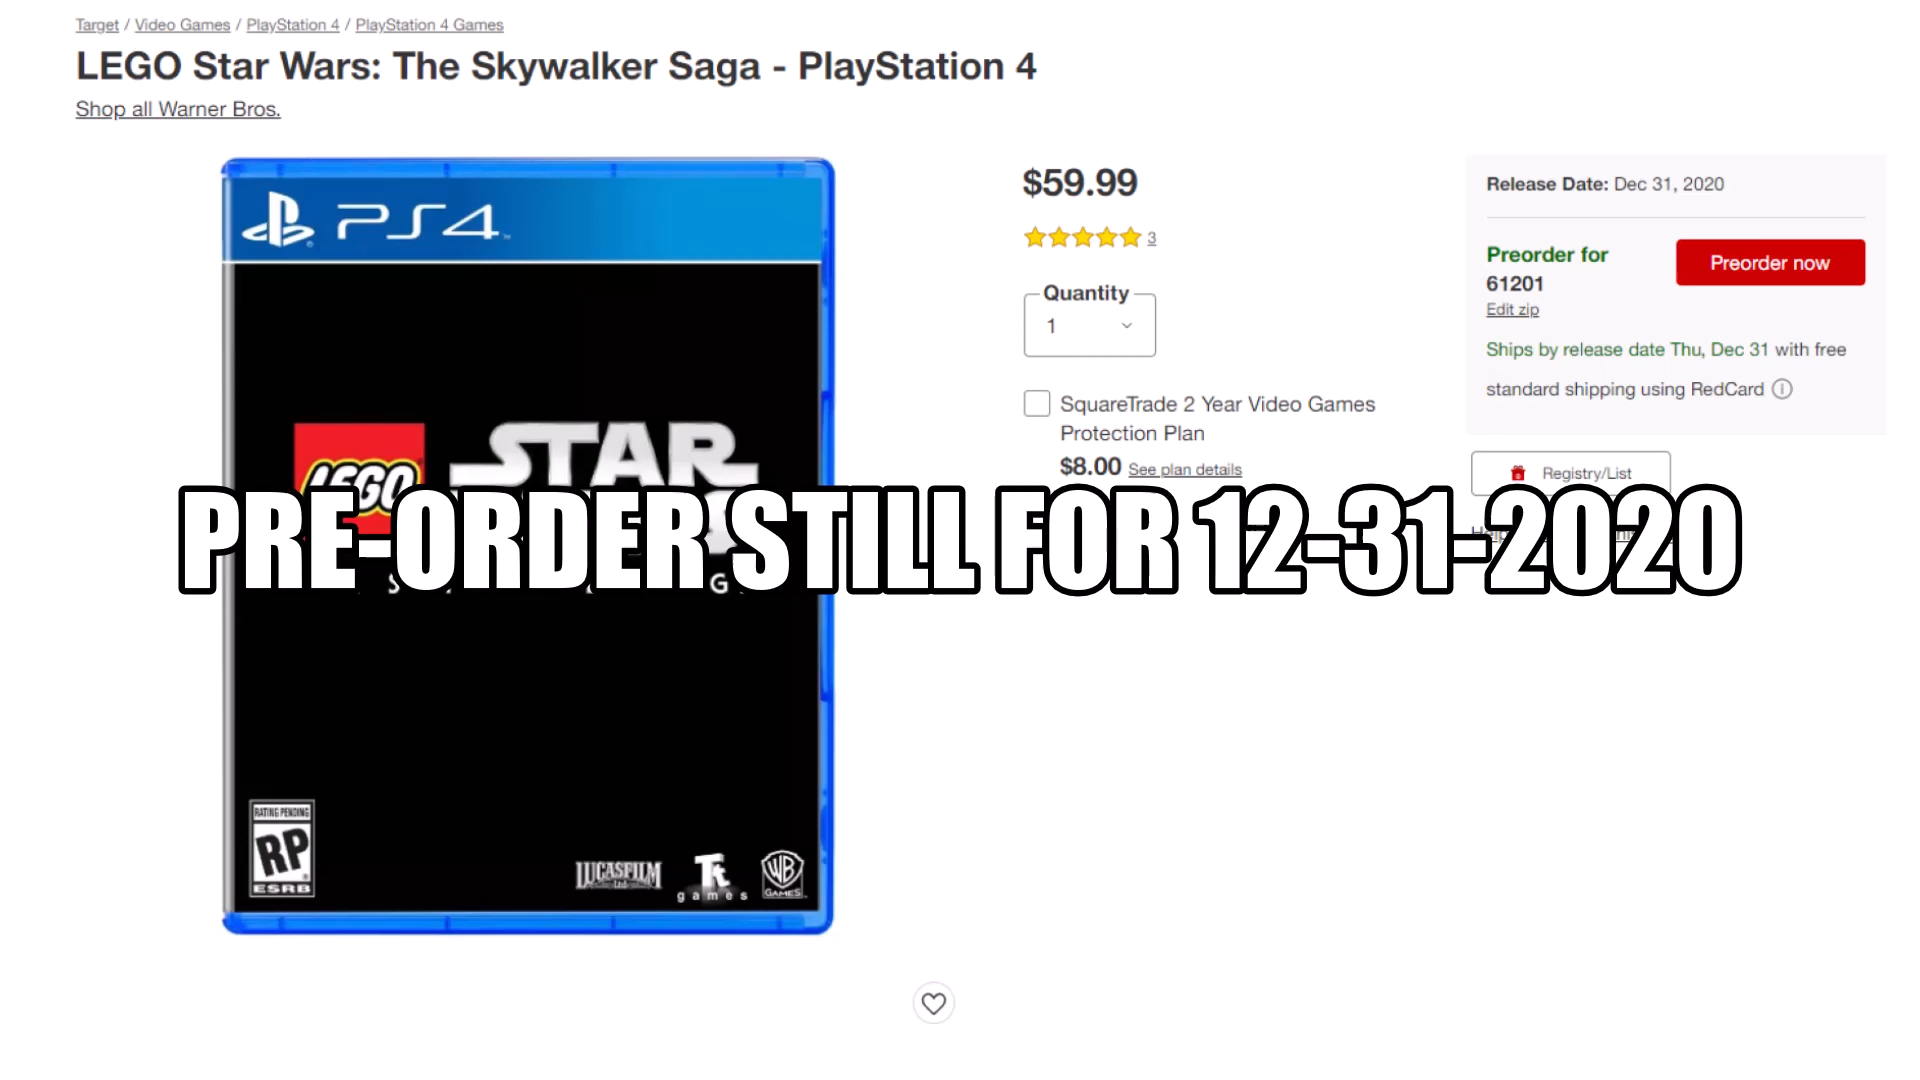 Target / Video Games / PlayStation 4 / PlayStation 4 Games
LEGO Star Wars: The Skywalker Saga - PlayStation 4
Shop all Warner Bros.
PS4
LEGO
STAR
PRE-ORDER STILL FOR 12-31-2020
RATING PENDING
RP
ESRB
LUCASFILM
Ltd.
Tt
games
WB
GAMES
$59.99
3
Quantity
1
SquareTrade 2 Year Video Games
Protection Plan
$8.00 See plan details
Release Date: Dec 31, 2020
Preorder for
61201
Edit zip
Preorder now
Ships by release date Thu, Dec 31 with free
standard shipping using RedCard
Registry/List